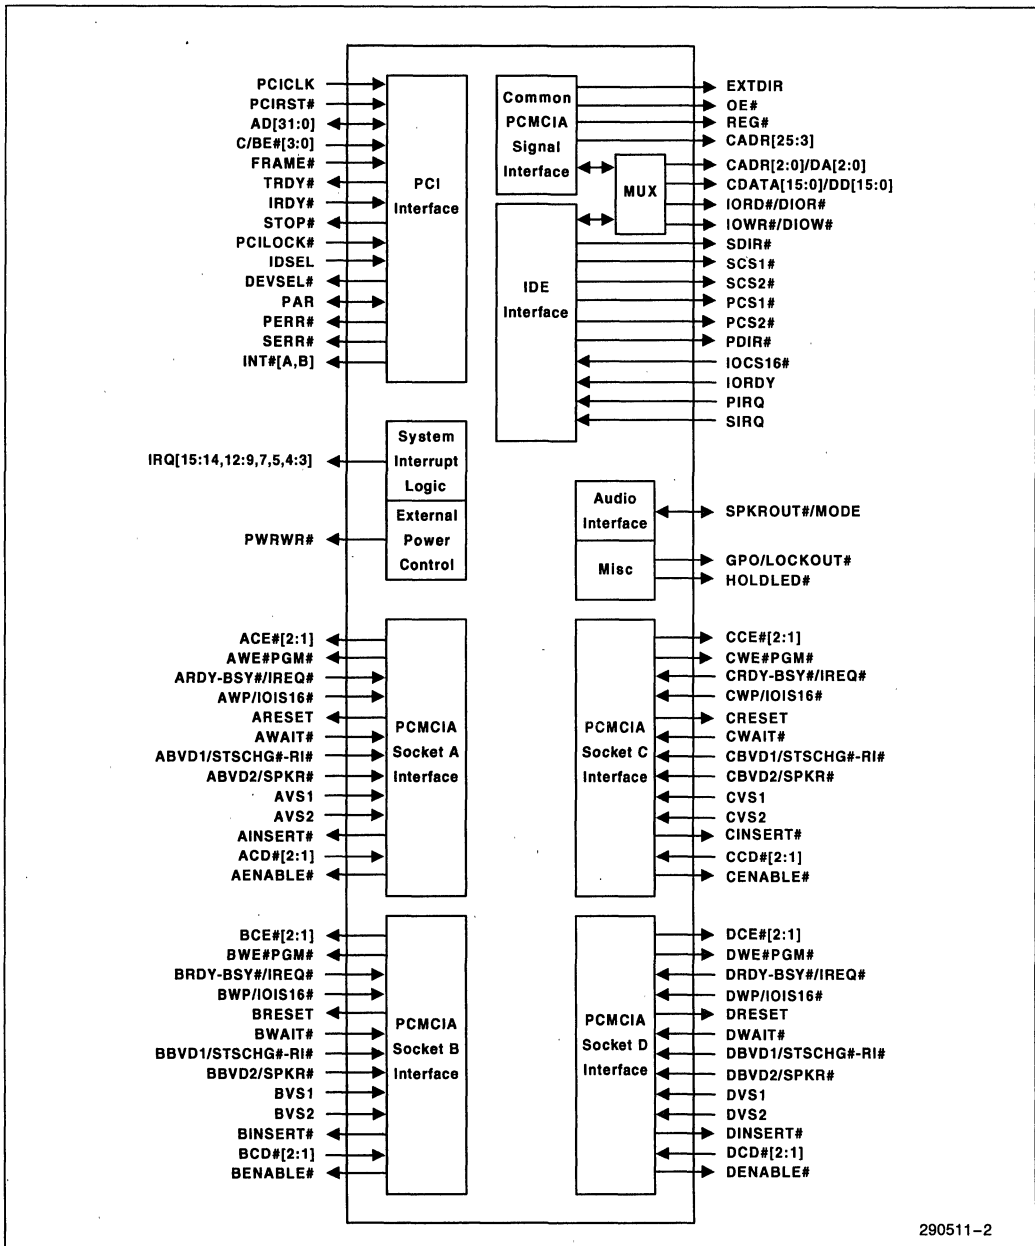 PCICLK
PCIRST#
AD[31:0]
C/BE#[3:0]
FRAME#
TRDY#
IRDY#
STOP#
PCILOCK#
IDSEL
DEVSEL#
PAR
PERR#
SERR#
INT#[A,B]
PCI
Interface
Common
PCMCIA
Signal
Interface
MUX
IDE
Interface
EXTDIR
OE#
REG#
CADR[25:3]
CADR[2:0]/DA[2:0]
CDATA[15:0]/DD[15:0]
IORD#/DIOR#
IOWR#/DIOW#
SDIR#
SCS1#
SCS2#
PCS1#
PCS2#
PDIR#
IOCS16#
IORDY
PIRQ
SIRQ
IRQ[15:14,12:9,7,5,4:3]
PWRWR#
System
Interrupt
Logic
External
Power
Control
Audio
Interface
Misc
SPKROUT#/MODE
GPO/LOCKOUT#
HOLDLED#
ACE#[2:1]
AWE#PGM#
ARDY-BSY#/IREQ#
AWP/IOIS16#
ARESET
AWAIT#
ABVD1/STSCHG#-RI#
ABVD2/SPKR#
AVS1
AVS2
AINSERT#
ACD#[2:1]
AENABLE#
PCMCIA
Socket A
Interface
PCMCIA
Socket C
Interface
CCE#[2:1]
CWE#PGM#
CRDY-BSY#/IREQ#
CWP/IOIS16#
CRESET
CWAIT#
CBVD1/STSCHG#-RI#
CBVD2/SPKR#
CVS1
CVS2
CINSERT#
CCD#[2:1]
CENABLE#
BCE#[2:1]
BWE#PGM#
BRDY-BSY#/IREQ#
BWP/IOIS16#
BRESET
BWAIT#
BBVD1/STSCHG#-RI#
BBVD2/SPKR#
BVS1
BVS2
BINSERT#
BCD#[2:1]
BENABLE#
PCMCIA
Socket B
Interface
PCMCIA
Socket D
Interface
DCE#[2:1]
DWE#PGM#
DRDY-BSY#/IREQ#
DWP/IOIS16#
DRESET
DWAIT#
DBVD1/STSCHG#-RI#
DBVD2/SPKR#
DVS1
DVS2
DINSERT#
DCD#[2:1]
DENABLE#
290511-2